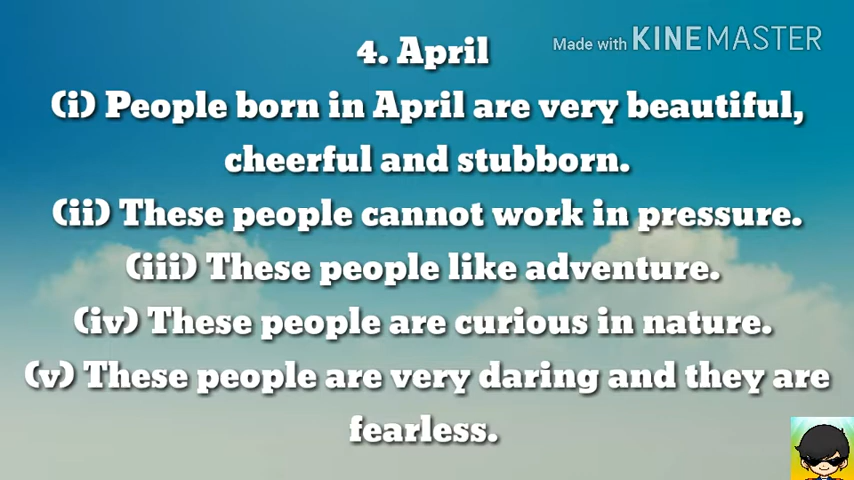 4. April
Made with KINEMASTER
(i) People born in April are very beautiful,
cheerful and stubborn.
(ii) These people cannot work in pressure.
(iii) These people like adventure.
(iv) These people are curious in nature.
(v) These people are very daring and they are
fearless.